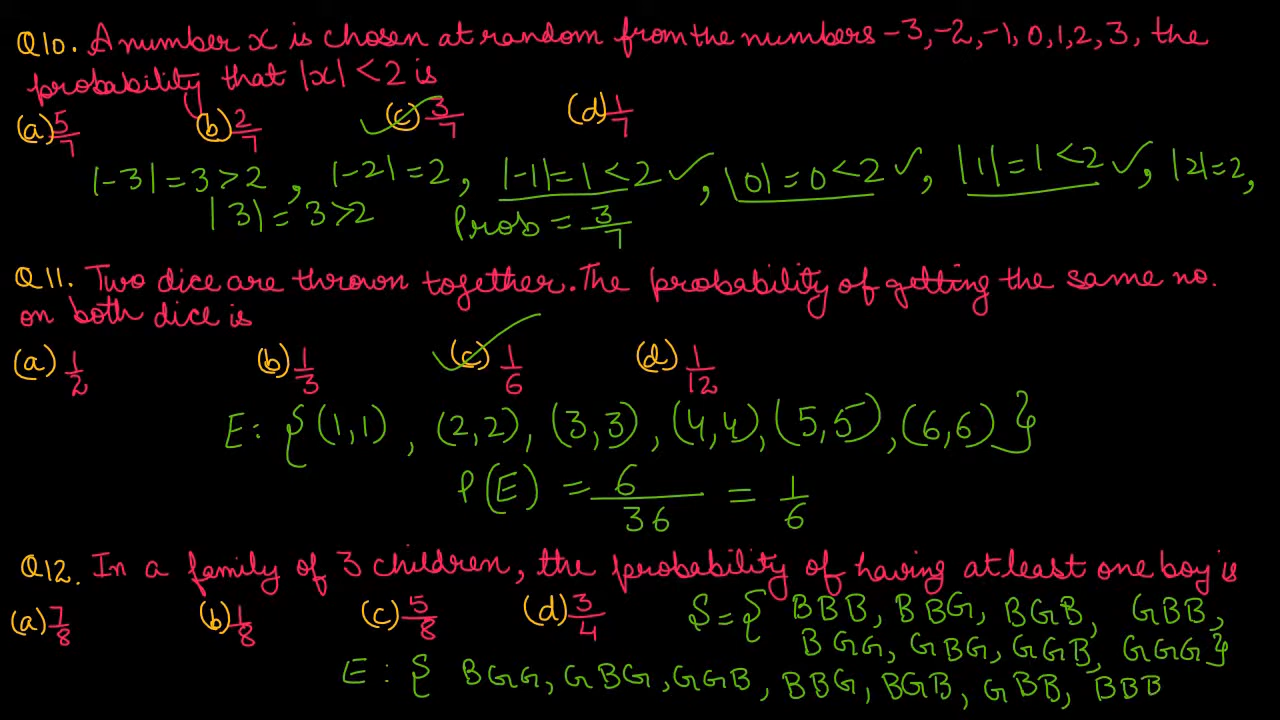 Q10. A number x is chosen at random from the numbers -3, -2, -1, 0, 1, 2, 3, the
probability that |x| < 2 is
(a) 5/7 (b) 2/7 (c) 3/7 (d) 1/7
|-3| = 3 > 2, |-2| = 2, |-1| = 1 < 2 ✓, |0| = 0 < 2 ✓, |1| = 1 < 2 ✓, |2| = 2,
|3| = 3 > 2 Prob = 3/7
Q11. Two dice are thrown together. The probability of getting the same no.
on both dice is
(a) 1/2 (b) 1/3 (c) 1/6 (d) 1/12
E: {(1,1), (2,2), (3,3), (4,4), (5,5), (6,6)}
P(E) = 6/36 = 1/6
Q12. In a family of 3 children, the probability of having at least one boy is
(a) 7/8 (b) 1/8 (c) 5/8 (d) 3/4 S = { BBB, BBG, BGB, GBB,
BGG, GBG, GGB, GGG}
E: { BGG, GBG, GGB, BBG, BGB, GBB, BBB